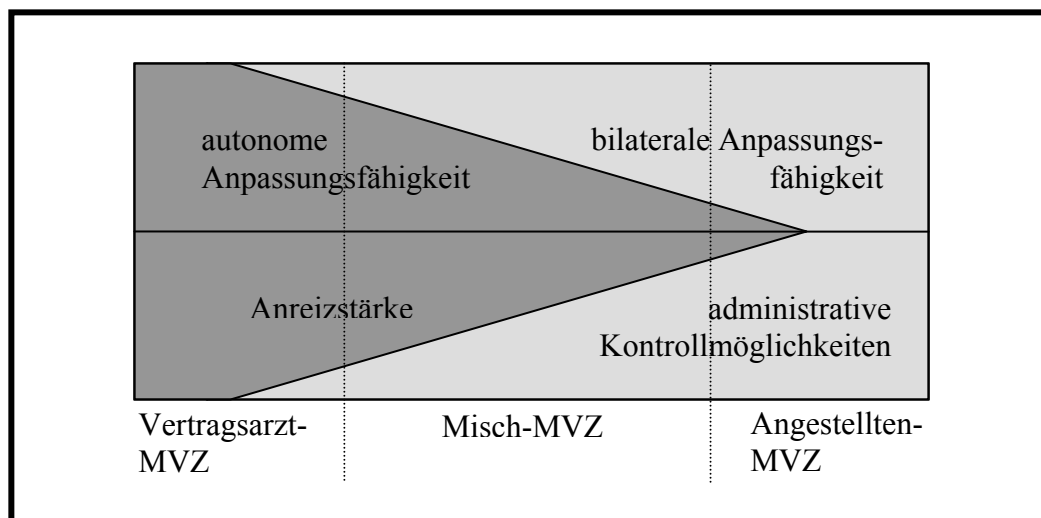 autonome
Anpassungsfähigkeit
bilaterale Anpassungs-
fähigkeit
Anreizstärke
administrative
Kontrollmöglichkeiten
Vertragsarzt-
MVZ
Misch-MVZ
Angestellten-
MVZ